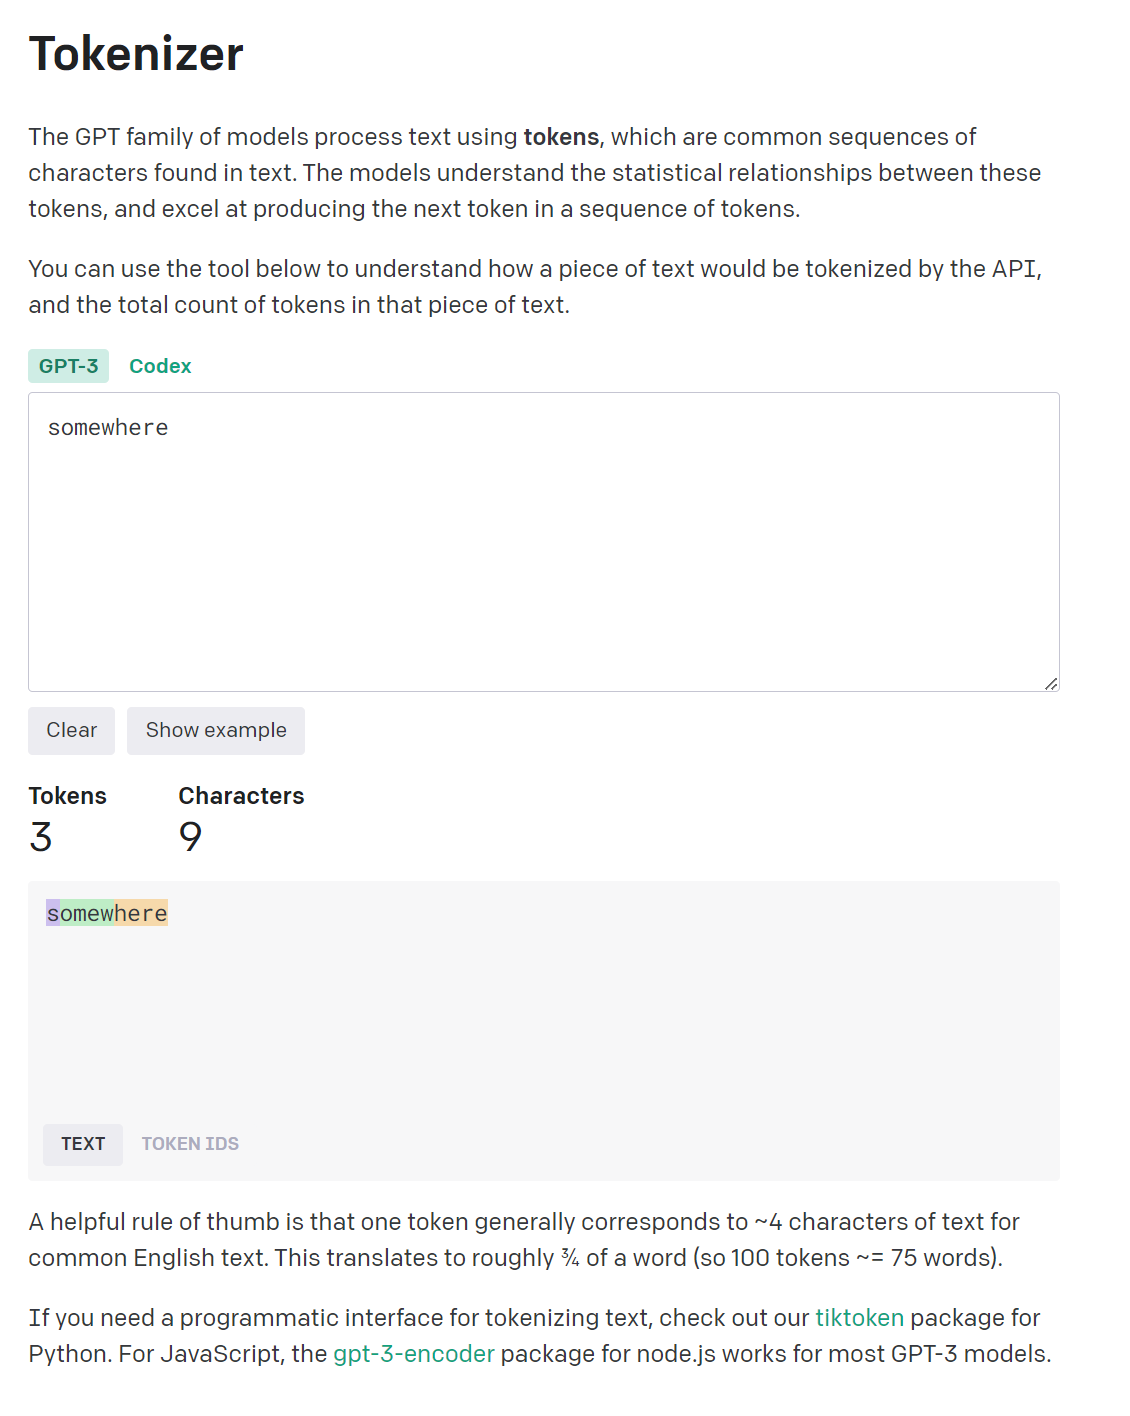 Tokenizer
The GPT family of models process text using tokens, which are common sequences of
characters found in text. The models understand the statistical relationships between these
tokens, and excel at producing the next token in a sequence of tokens.
You can use the tool below to understand how a piece of text would be tokenized by the API,
and the total count of tokens in that piece of text.
GPT-3 Codex
somewhere
Clear Show example
Tokens Characters
3 9
somewhere
TEXT TOKEN IDS
A helpful rule of thumb is that one token generally corresponds to ~4 characters of text for
common English text. This translates to roughly ¾ of a word (so 100 tokens ~= 75 words).
If you need a programmatic interface for tokenizing text, check out our tiktoken package for
Python. For JavaScript, the gpt-3-encoder package for node.js works for most GPT-3 models.